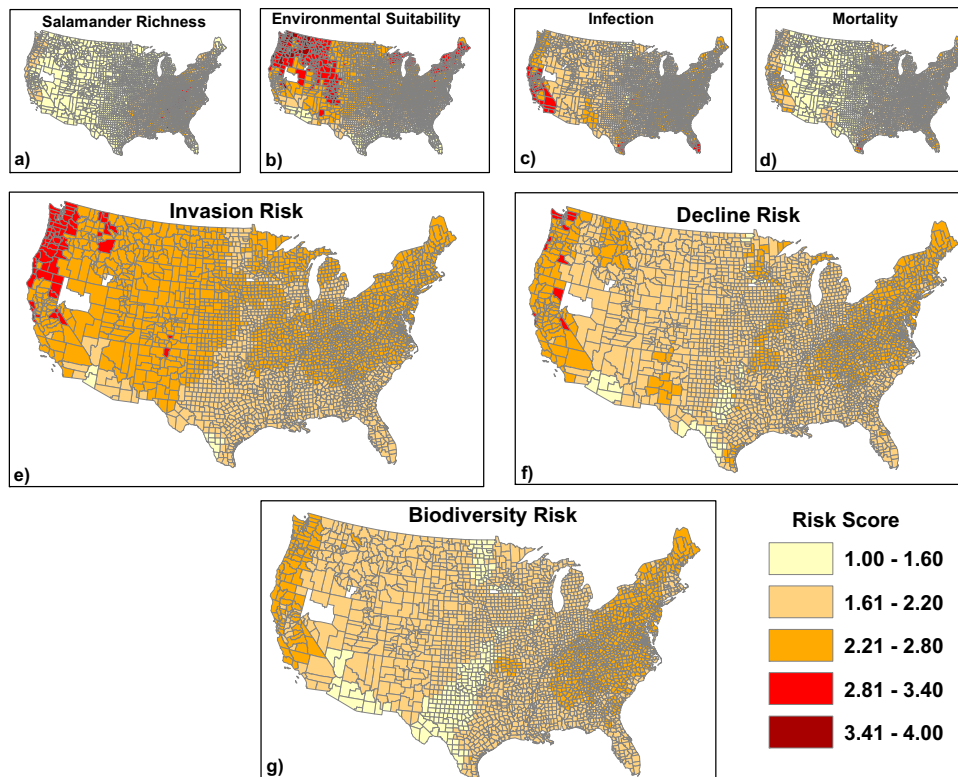 Salamander Richness
a)
Environmental Suitability
b)
Infection
c)
Mortality
d)
Invasion Risk
e)
Decline Risk
f)
Biodiversity Risk
g)
Risk Score
1.00 - 1.60
1.61 - 2.20
2.21 - 2.80
2.81 - 3.40
3.41 - 4.00